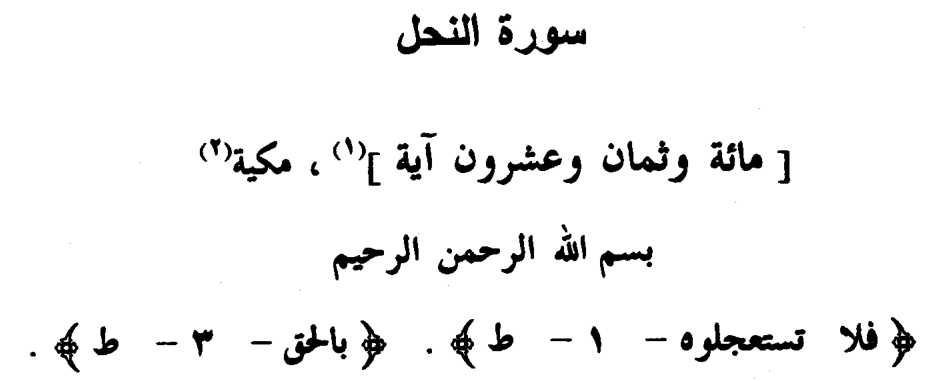 سورة النحل
[ مائة وثمان وعشرون آية ](١) ، مكية(٢)
بسم الله الرحمن الرحيم
﴿ فلا تستعجلوه – ١ – ط ﴾ . ﴿ بالحق – ٣ – ط ﴾ .